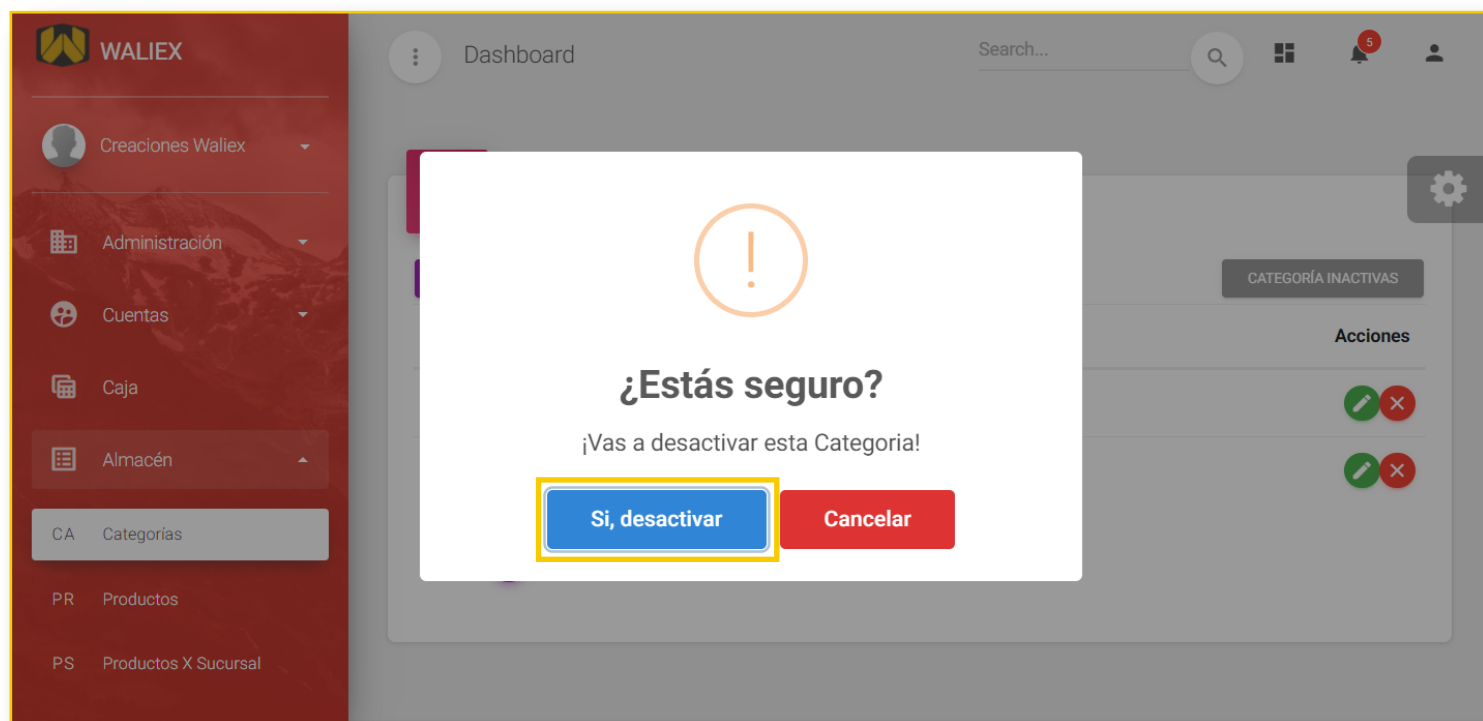 WALIEX
Dashboard
Search...
5
Creaciones Waliex
Administración
Cuentas
Caja
Almacén
CA Categorías
PR Productos
PS Productos X Sucursal
CATEGORÍA INACTIVAS
Acciones
!
¿Estás seguro?
¡Vas a desactivar esta Categoria!
Si, desactivar
Cancelar